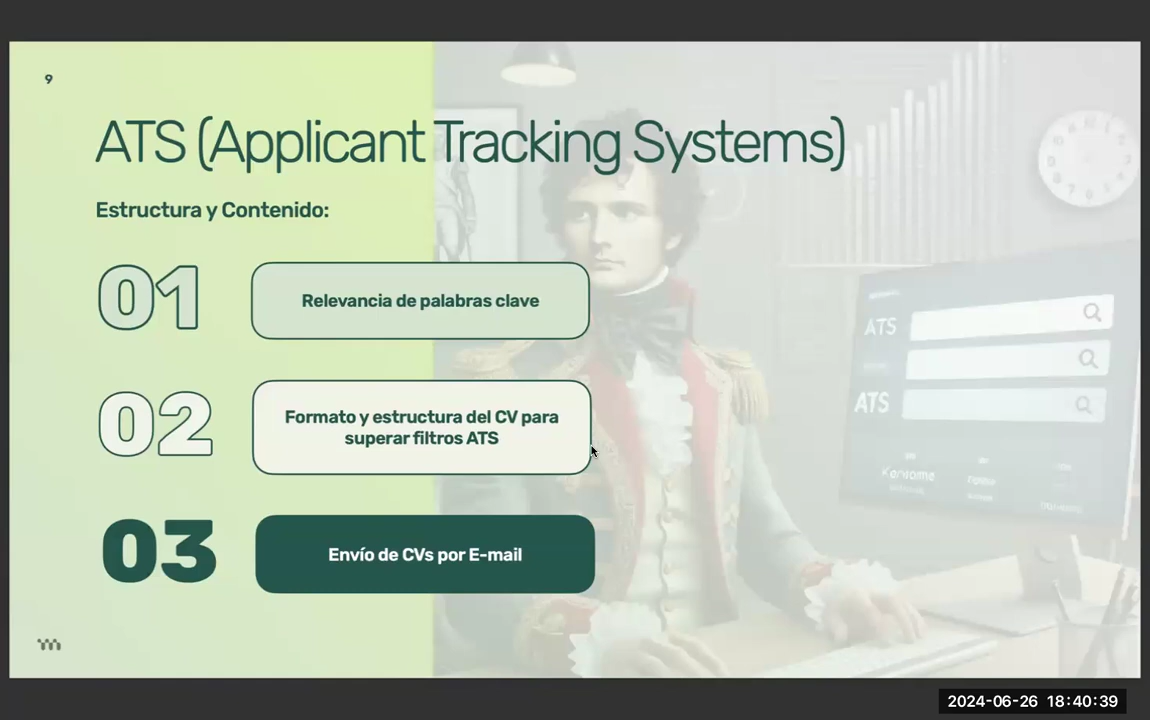 9
ATS (Applicant Tracking Systems)
Estructura y Contenido:
01
Relevancia de palabras clave
02
Formato y estructura del CV para
superar filtros ATS
03
Envío de CVs por E-mail
ATS
ATS
2024-06-26 18:40:39